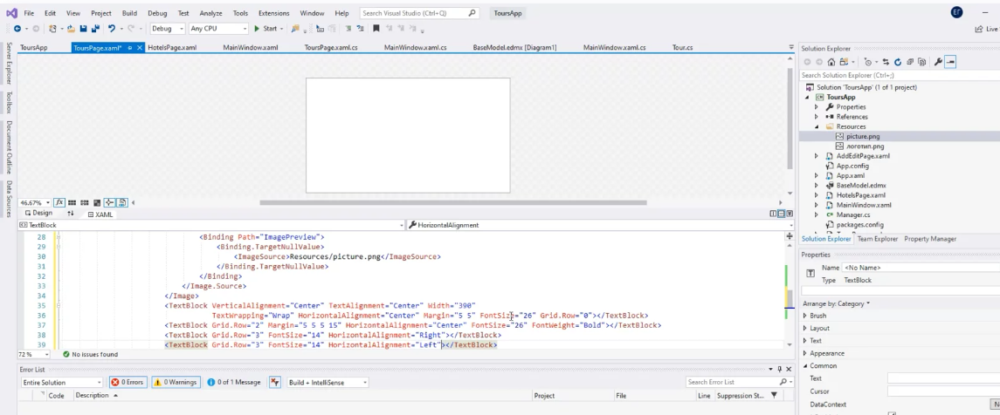 File Edit View Project Build Debug Test Analyze Tools Extensions Window Help Search Visual Studio (Ctrl+Q) ToursApp ЕГ
Debug Any CPU Start Live
ToursApp ToursPage.xaml* HotelsPage.xaml MainWindow.xaml ToursPage.xaml.cs MainWindow.xaml.cs BaseModel.edmx [Diagram1] MainWindow.xaml.cs Tour.cs
Server Explorer
Toolbox
Document Outline
Data Sources
46.67%
Design XAML
TextBlock HorizontalAlignment
28 <Binding Path="ImagePreview">
29 <Binding.TargetNullValue>
30 <ImageSource>Resources/picture.png</ImageSource>
31 </Binding.TargetNullValue>
32 </Binding>
33 </Image.Source>
34 </Image>
35 <TextBlock VerticalAlignment="Center" TextAlignment="Center" Width="390"
36 TextWrapping="Wrap" HorizontalAlignment="Center" Margin="5 5" FontSize="26" Grid.Row="0"></TextBlock>
37 <TextBlock Grid.Row="2" Margin="5 5 5 15" HorizontalAlignment="Center" FontSize="26" FontWeight="Bold"></TextBlock>
38 <TextBlock Grid.Row="3" FontSize="14" HorizontalAlignment="Right"></TextBlock>
39 <TextBlock Grid.Row="3" FontSize="14" HorizontalAlignment="Left"></TextBlock>
72 % No issues found
Error List
Entire Solution 0 Errors 0 Warnings 0 of 1 Message Build + IntelliSense Search Error List
Code Description Project File Line Suppression St...
Solution Explorer
Search Solution Explorer (Ctrl+;)
Solution 'ToursApp' (1 of 1 project)
ToursApp
Properties
References
Resources
picture.png
логотип.png
AddEditPage.xaml
App.config
App.xaml
BaseModel.edmx
HotelsPage.xaml
MainWindow.xaml
Manager.cs
packages.config
Solution Explorer Team Explorer Property Manager
Properties
Name <No Name>
Type TextBlock
Arrange by: Category
Brush
Layout
Text
Appearance
Common
Text
Cursor
DataContext